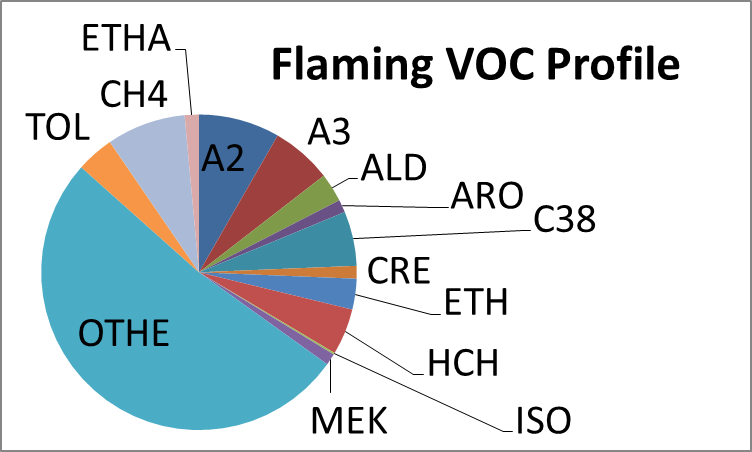 Flaming VOC Profile
ETHA
CH4
TOL
A2
A3
ALD
ARO
C38
CRE
ETH
HCH
ISO
MEK
OTHE